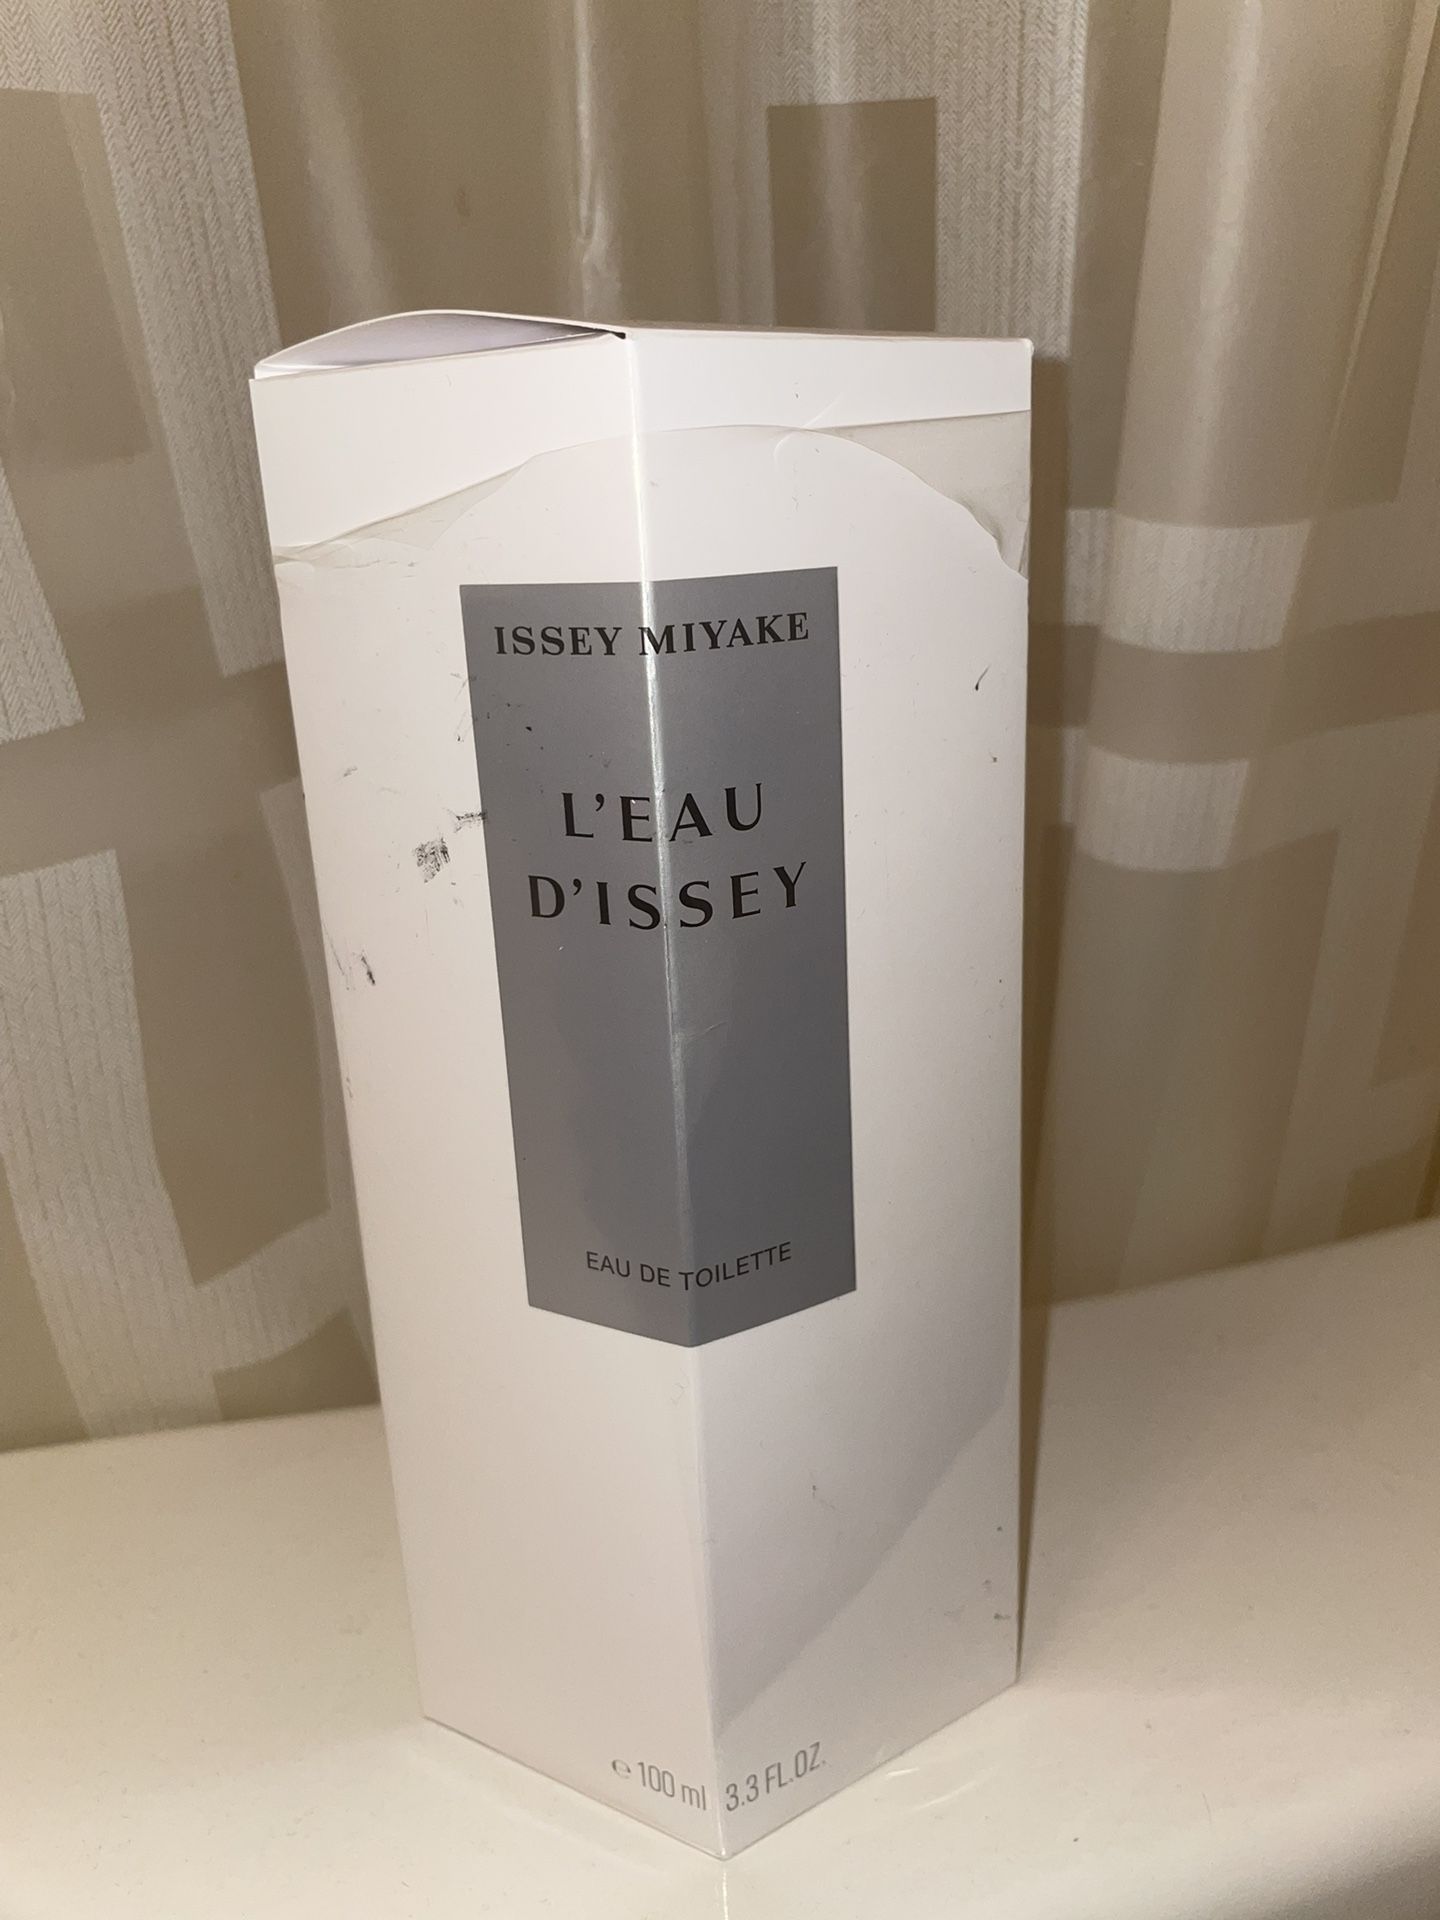 ISSEY MIYAKE
L'EAU
D'ISSEY
EAU DE TOILETTE
℮ 100 ml 3.3 FL.OZ.